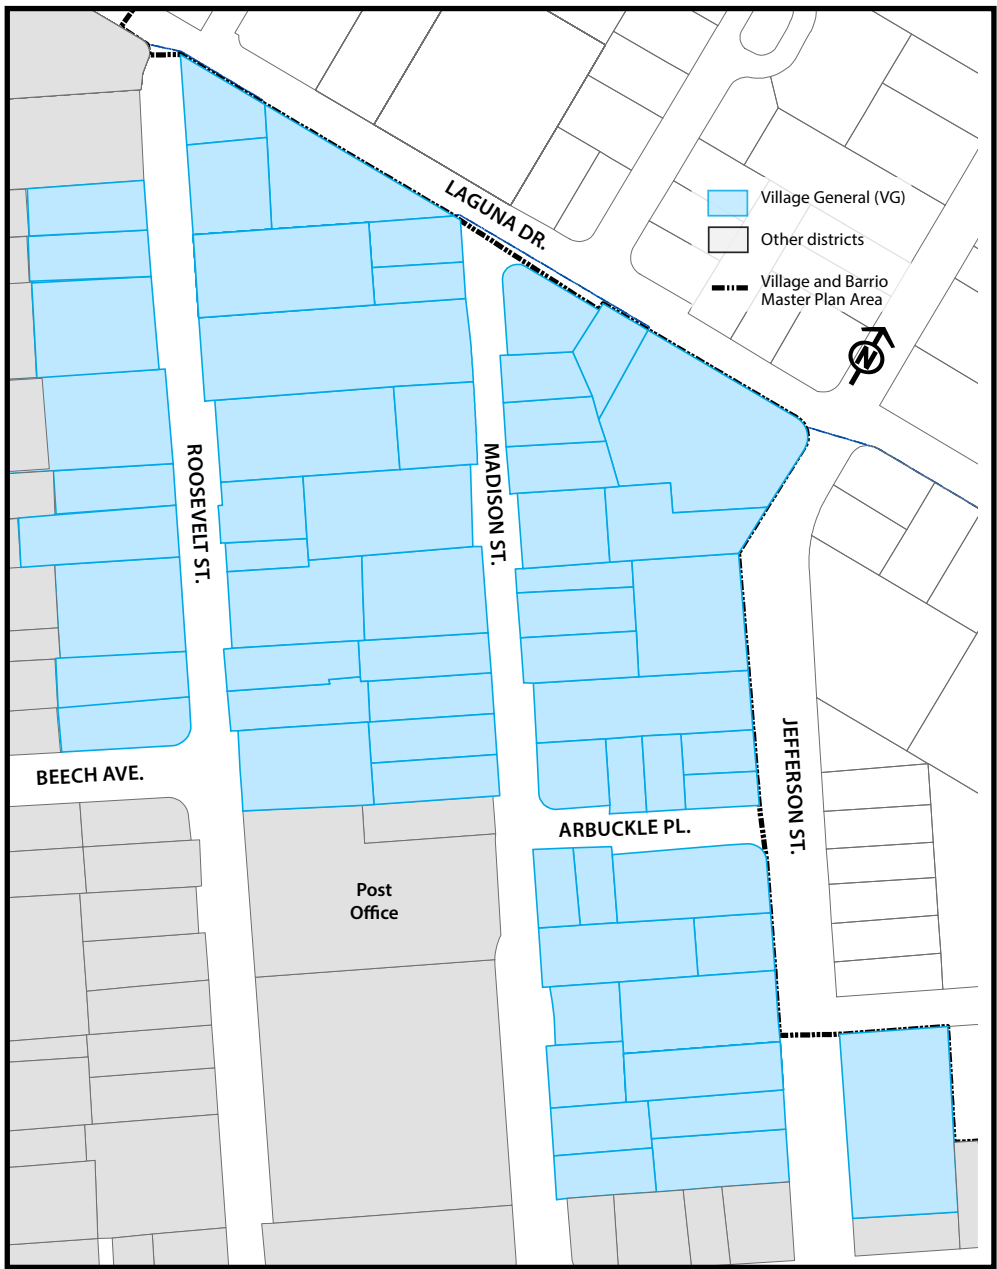 LAGUNA DR.
Village General (VG)
Other districts
Village and Barrio
Master Plan Area
N
ROOSEVELT ST.
MADISON ST.
JEFFERSON ST.
BEECH AVE.
ARBUCKLE PL.
Post
Office